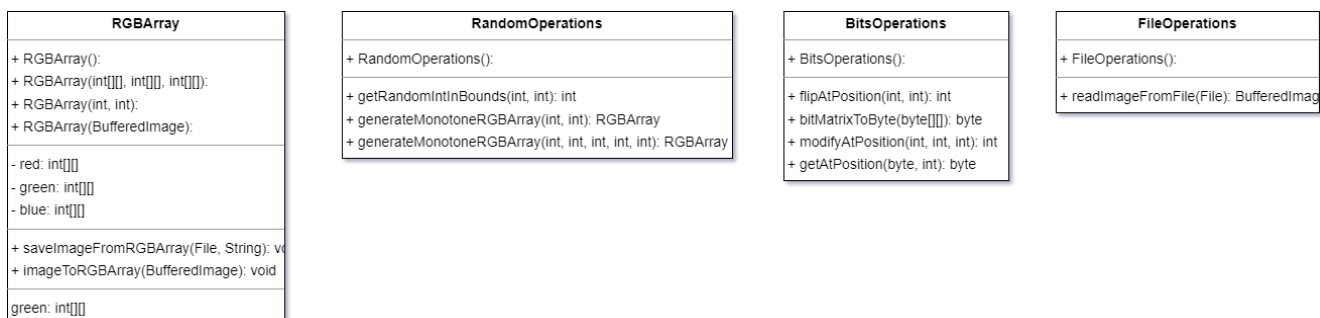 RGBArray
+ RGBArray():
+ RGBArray(int[][], int[][], int[][]):
+ RGBArray(int, int):
+ RGBArray(BufferedImage):
- red: int[][]
- green: int[][]
- blue: int[][]
+ saveImageFromRGBArray(File, String): vo
+ imageToRGBArray(BufferedImage): void
green: int[][]
RandomOperations
+ RandomOperations():
+ getRandomIntInBounds(int, int): int
+ generateMonotoneRGBArray(int, int): RGBArray
+ generateMonotoneRGBArray(int, int, int, int, int): RGBArray
BitsOperations
+ BitsOperations():
+ flipAtPosition(int, int): int
+ bitMatrixToByte(byte[][]): byte
+ modifyAtPosition(int, int, int): int
+ getAtPosition(byte, int): byte
FileOperations
+ FileOperations():
+ readImageFromFile(File): BufferedImag